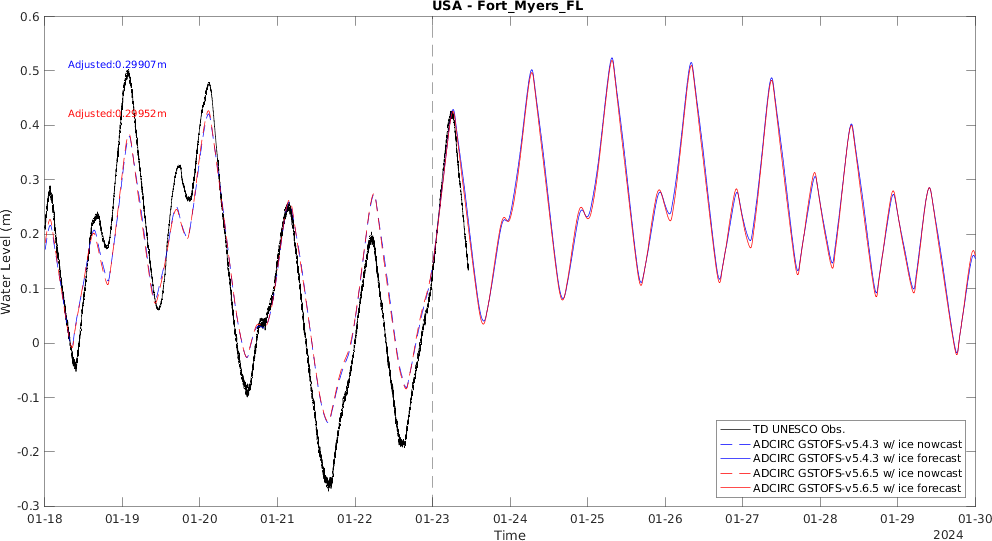 USA - Fort_Myers_FL
0.6
0.5
0.4
0.3
0.2
0.1
0
-0.1
-0.2
-0.3
Water Level (m)
Adjusted:0.29907m
Adjusted:0.29952m
TD UNESCO Obs.
ADCIRC GSTOFS-v5.4.3 w/ ice nowcast
ADCIRC GSTOFS-v5.4.3 w/ ice forecast
ADCIRC GSTOFS-v5.6.5 w/ ice nowcast
ADCIRC GSTOFS-v5.6.5 w/ ice forecast
01-18 01-19 01-20 01-21 01-22 01-23 01-24 01-25 01-26 01-27 01-28 01-29 01-30
Time
2024